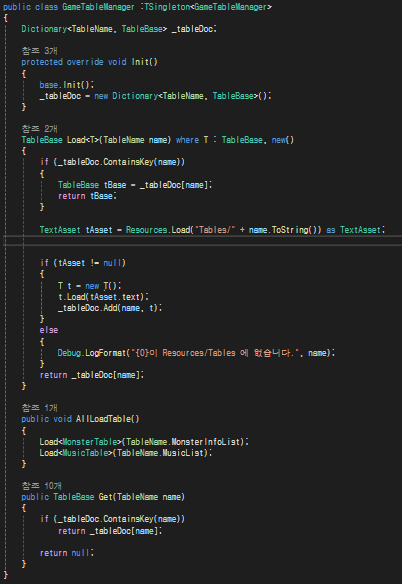 public class GameTableManager :TSingleton<GameTableManager>
{
Dictionary<TableName, TableBase> _tableDoc;
참조 3개
protected override void Init()
{
base.Init();
_tableDoc = new Dictionary<TableName, TableBase>();
}
참조 2개
TableBase Load<T>(TableName name) where T : TableBase, new()
{
if (_tableDoc.ContainsKey(name))
{
TableBase tBase = _tableDoc[name];
return tBase;
}
TextAsset tAsset = Resources.Load("Tables/" + name.ToString()) as TextAsset;
if (tAsset != null)
{
T t = new T();
t.Load(tAsset.text);
_tableDoc.Add(name, t);
}
else
{
Debug.LogFormat("{0}이 Resources/Tables 에 없습니다.", name);
}
return _tableDoc[name];
}
참조 1개
public void AllLoadTable()
{
Load<MonsterTable>(TableName.MonsterInfoList);
Load<MusicTable>(TableName.MusicList);
}
참조 10개
public TableBase Get(TableName name)
{
if (_tableDoc.ContainsKey(name))
return _tableDoc[name];
return null;
}
}